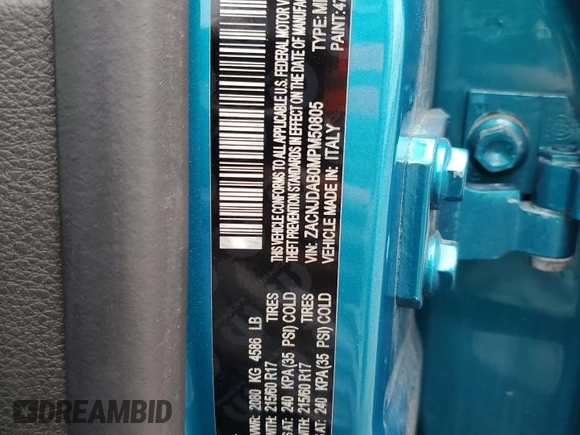 THIS VEHICLE CONFORMS TO ALL APPLICABLE U.S. FEDERAL MOTOR
THEFT PREVENTION STANDARDS IN EFFECT ON THE DATE OF
VIN: ZACNJDAB0MPM50805
TYPE:
VEHICLE MADE IN: ITALY
PAINT:
2080 KG 4586 LB
215/60 R17 TIRES
AT: 240 KPA(35 PSI) COLD
215/60 R17 TIRES
AT: 240 KPA(35 PSI) COLD
DREAMBID